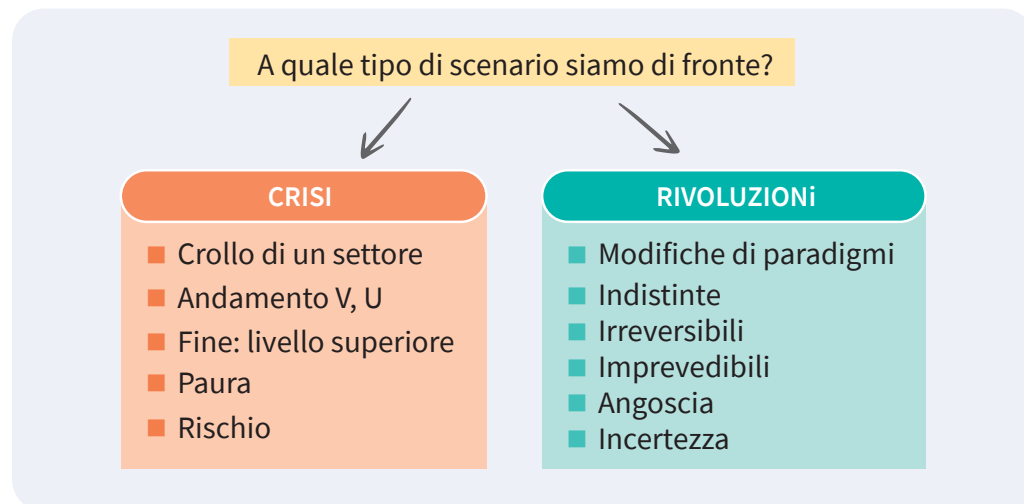 A quale tipo di scenario siamo di fronte?
CRISI
Crollo di un settore
Andamento V, U
Fine: livello superiore
Paura
Rischio
RIVOLUZIONi
Modifiche di paradigmi
Indistinte
Irreversibili
Imprevedibili
Angoscia
Incertezza